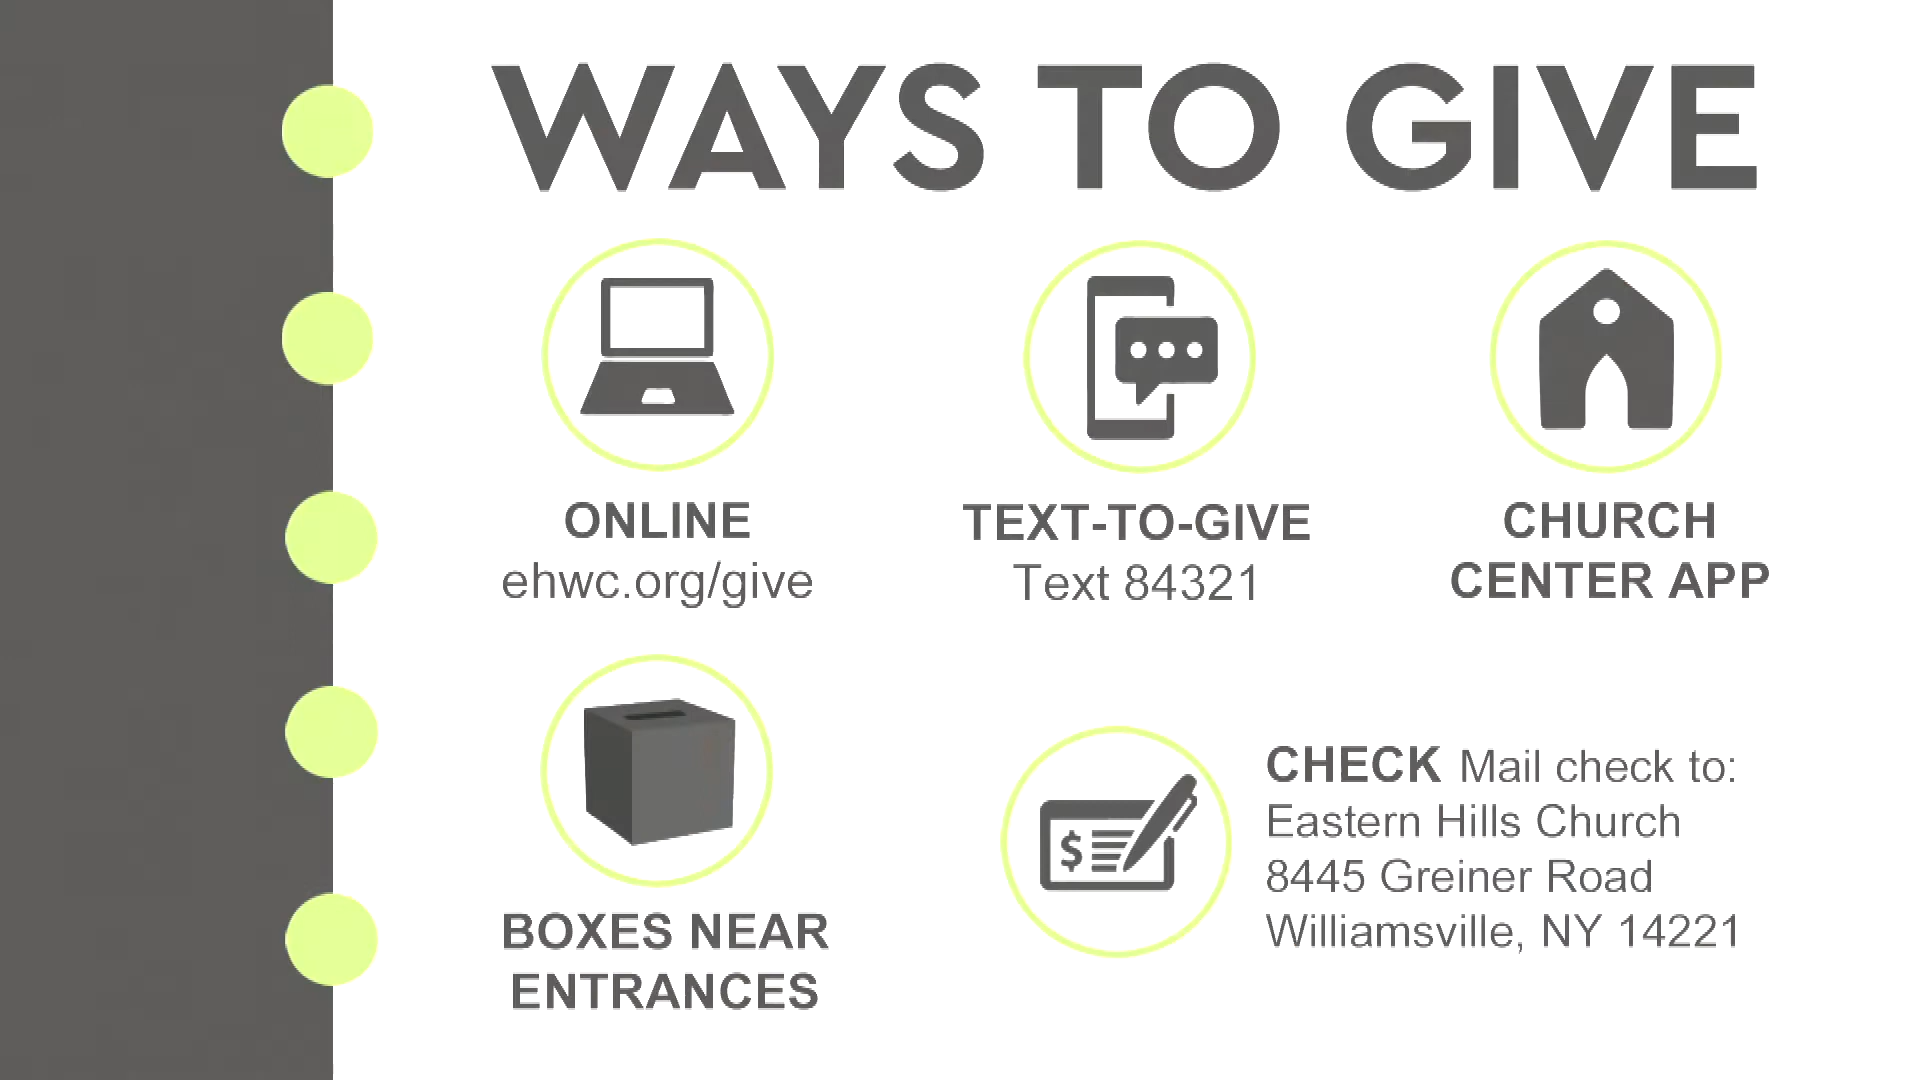 WAYS TO GIVE
ONLINE
ehwc.org/give
TEXT-TO-GIVE
Text 84321
CHURCH
CENTER APP
BOXES NEAR
ENTRANCES
$
CHECK Mail check to:
Eastern Hills Church
8445 Greiner Road
Williamsville, NY 14221